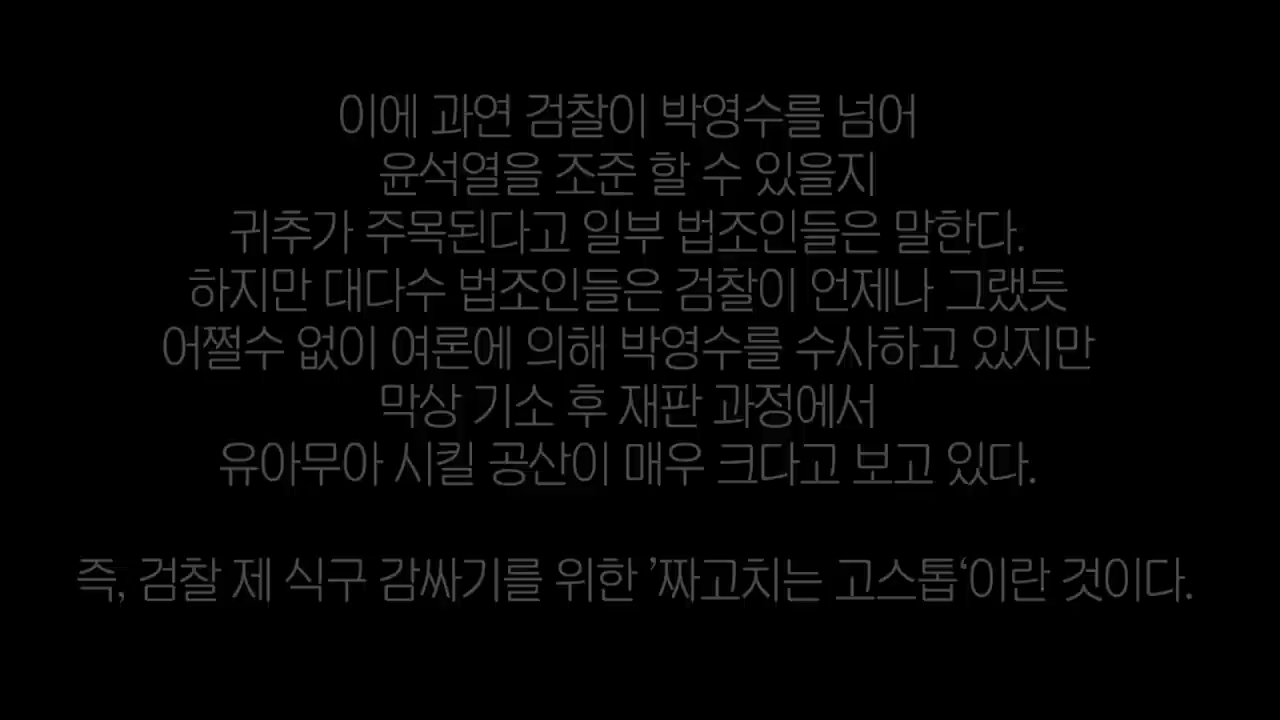 이에 과연 검찰이 박영수를 넘어
윤석열을 조준 할 수 있을지
귀추가 주목된다고 일부 법조인들은 말한다.
하지만 대다수 법조인들은 검찰이 언제나 그랬듯
어쩔수 없이 여론에 의해 박영수를 수사하고 있지만
막상 기소 후 재판 과정에서
유아무아 시킬 공산이 매우 크다고 보고 있다.
즉, 검찰 제 식구 감싸기를 위한 ’짜고치는 고스톱‘이란 것이다.